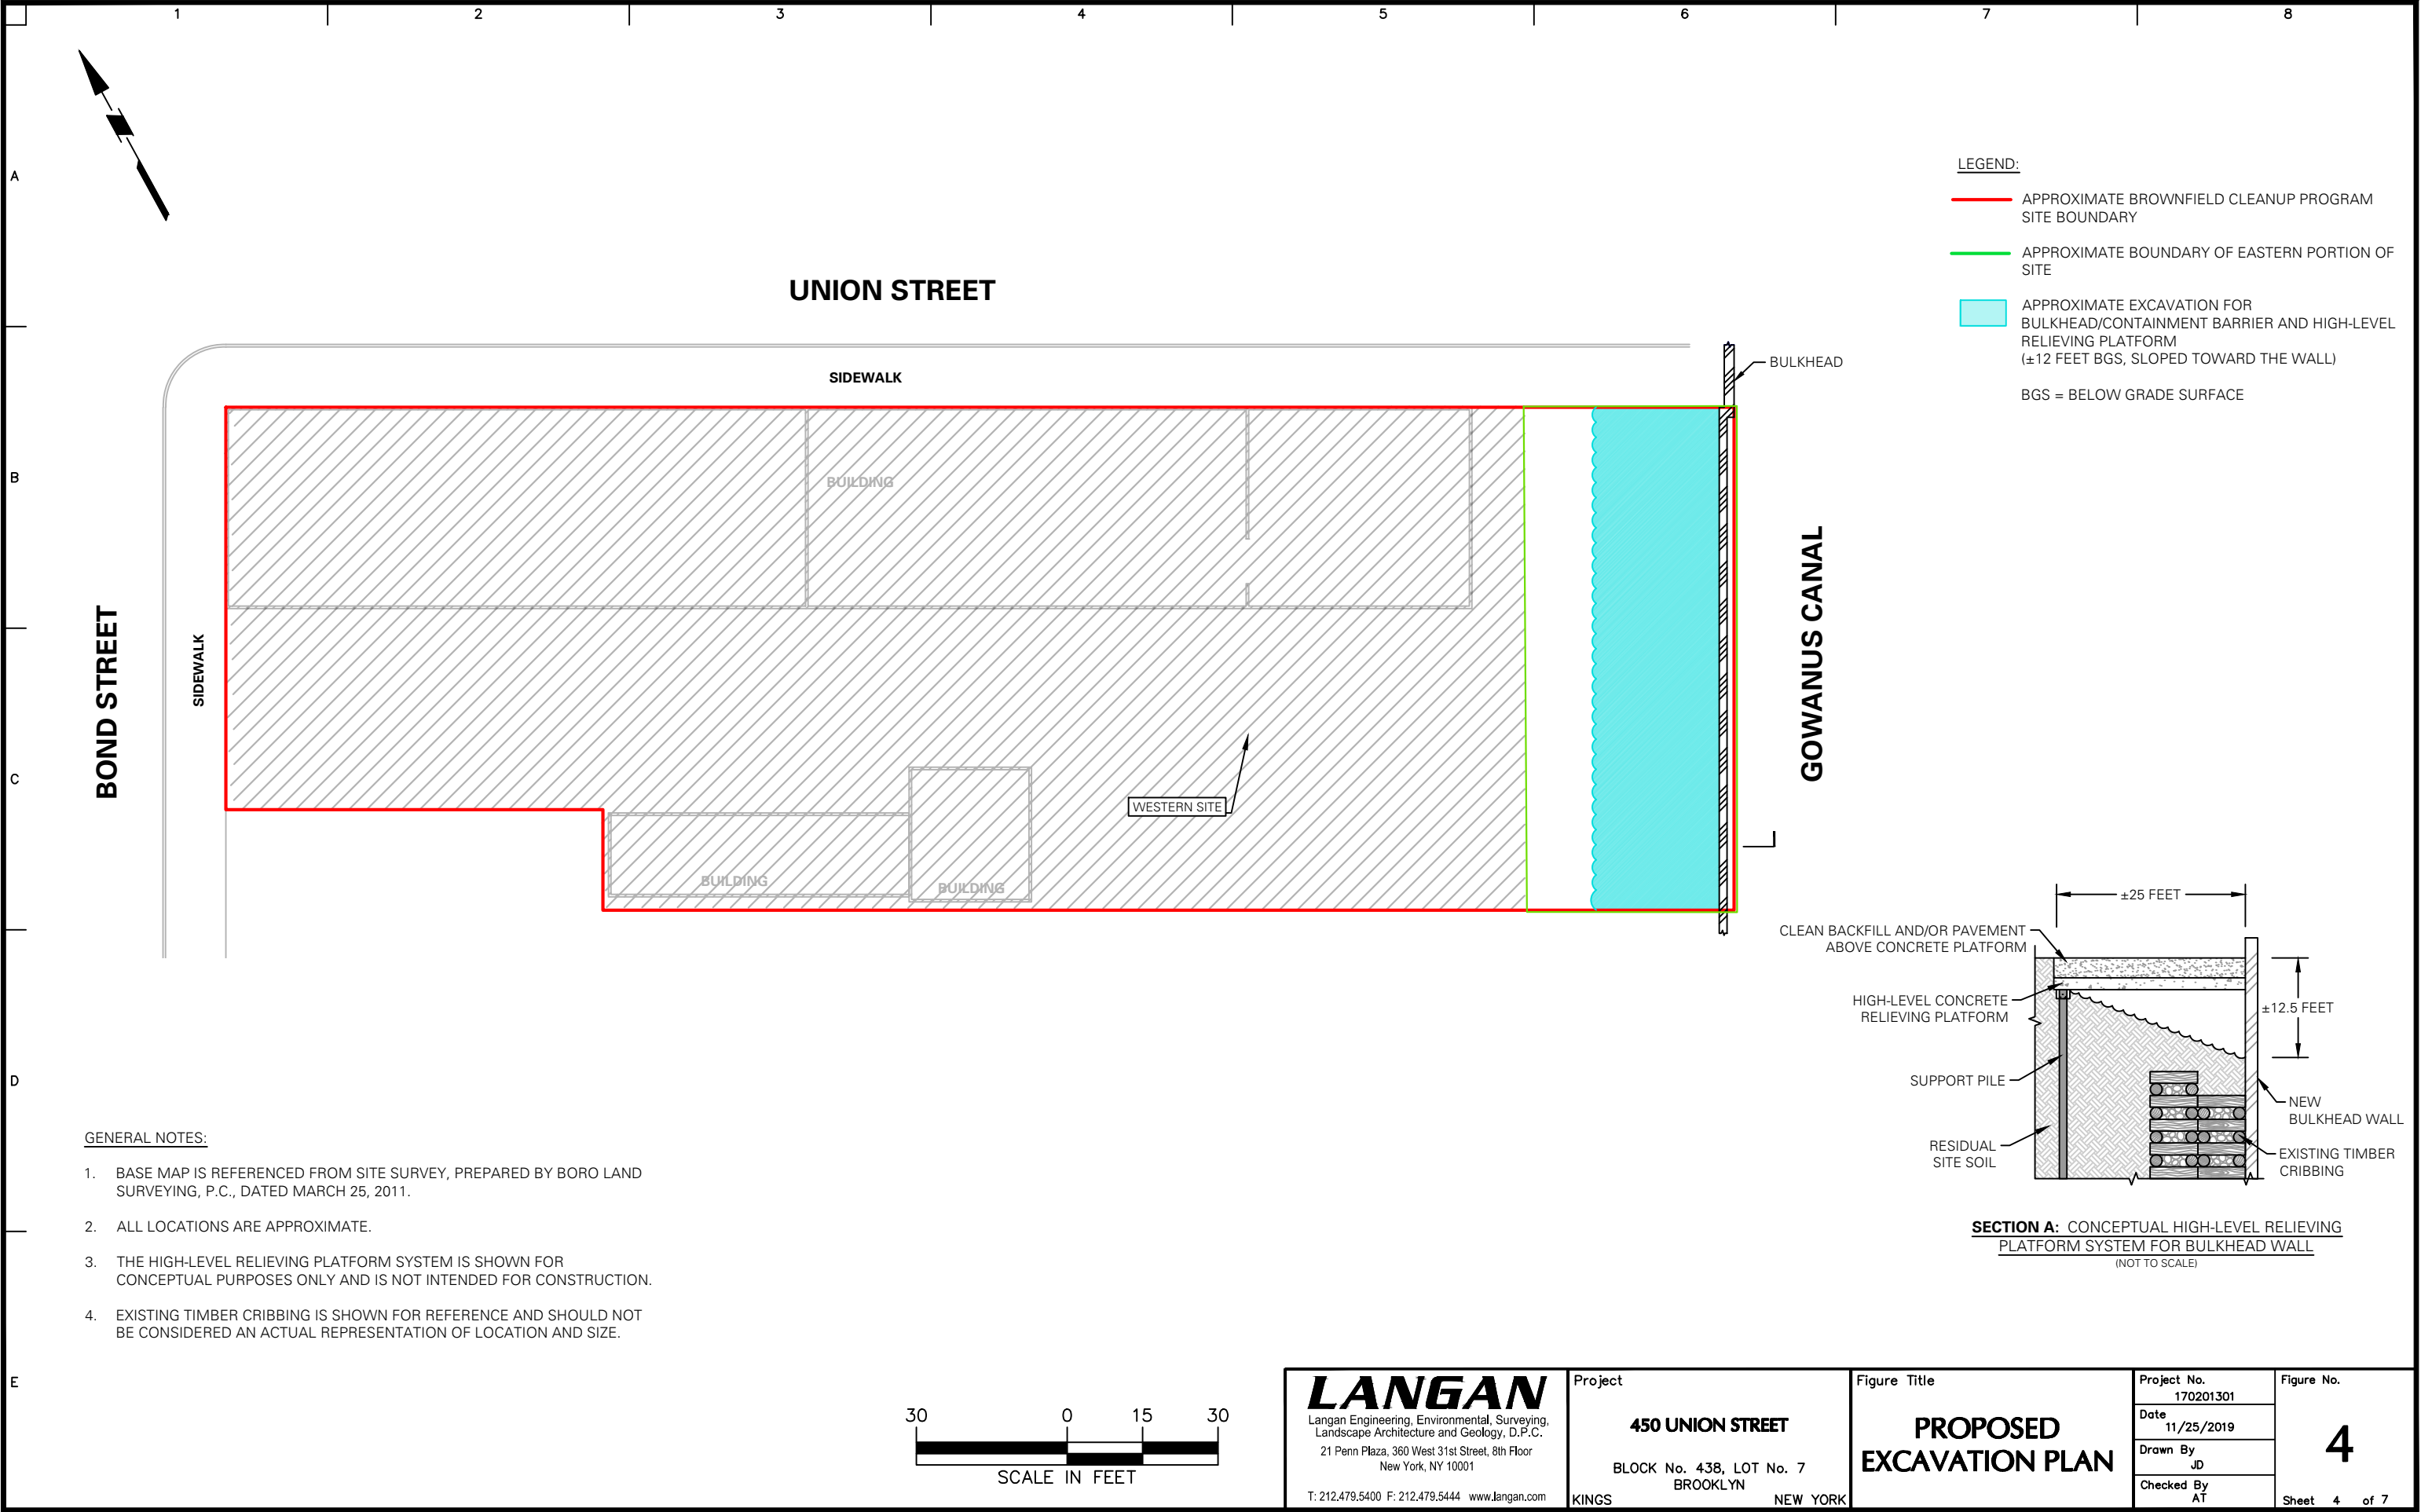 1 2 3 4 5 6 7 8
A
B
C
D
E
UNION STREET
SIDEWALK
BULKHEAD
BUILDING
BOND STREET
SIDEWALK
GOWANUS CANAL
WESTERN SITE
BUILDING
BUILDING
LEGEND:
APPROXIMATE BROWNFIELD CLEANUP PROGRAM
SITE BOUNDARY
APPROXIMATE BOUNDARY OF EASTERN PORTION OF
SITE
APPROXIMATE EXCAVATION FOR
BULKHEAD/CONTAINMENT BARRIER AND HIGH-LEVEL
RELIEVING PLATFORM
(±12 FEET BGS, SLOPED TOWARD THE WALL)
BGS = BELOW GRADE SURFACE
±25 FEET
CLEAN BACKFILL AND/OR PAVEMENT
ABOVE CONCRETE PLATFORM
HIGH-LEVEL CONCRETE
RELIEVING PLATFORM
±12.5 FEET
SUPPORT PILE
NEW
BULKHEAD WALL
RESIDUAL
SITE SOIL
EXISTING TIMBER
CRIBBING
SECTION A: CONCEPTUAL HIGH-LEVEL RELIEVING
PLATFORM SYSTEM FOR BULKHEAD WALL
(NOT TO SCALE)
GENERAL NOTES:
1. BASE MAP IS REFERENCED FROM SITE SURVEY, PREPARED BY BORO LAND
SURVEYING, P.C., DATED MARCH 25, 2011.
2. ALL LOCATIONS ARE APPROXIMATE.
3. THE HIGH-LEVEL RELIEVING PLATFORM SYSTEM IS SHOWN FOR
CONCEPTUAL PURPOSES ONLY AND IS NOT INTENDED FOR CONSTRUCTION.
4. EXISTING TIMBER CRIBBING IS SHOWN FOR REFERENCE AND SHOULD NOT
BE CONSIDERED AN ACTUAL REPRESENTATION OF LOCATION AND SIZE.
30 0 15 30
SCALE IN FEET
LANGAN
Langan Engineering, Environmental, Surveying,
Landscape Architecture and Geology, D.P.C.
21 Penn Plaza, 360 West 31st Street, 8th Floor
New York, NY 10001
T: 212.479.5400 F: 212.479.5444 www.langan.com
Project
450 UNION STREET
BLOCK No. 438, LOT No. 7
BROOKLYN
KINGS NEW YORK
Figure Title
PROPOSED
EXCAVATION PLAN
Project No.
170201301
Date
11/25/2019
Drawn By
JD
Checked By
AT
Figure No.
4
Sheet 4 of 7